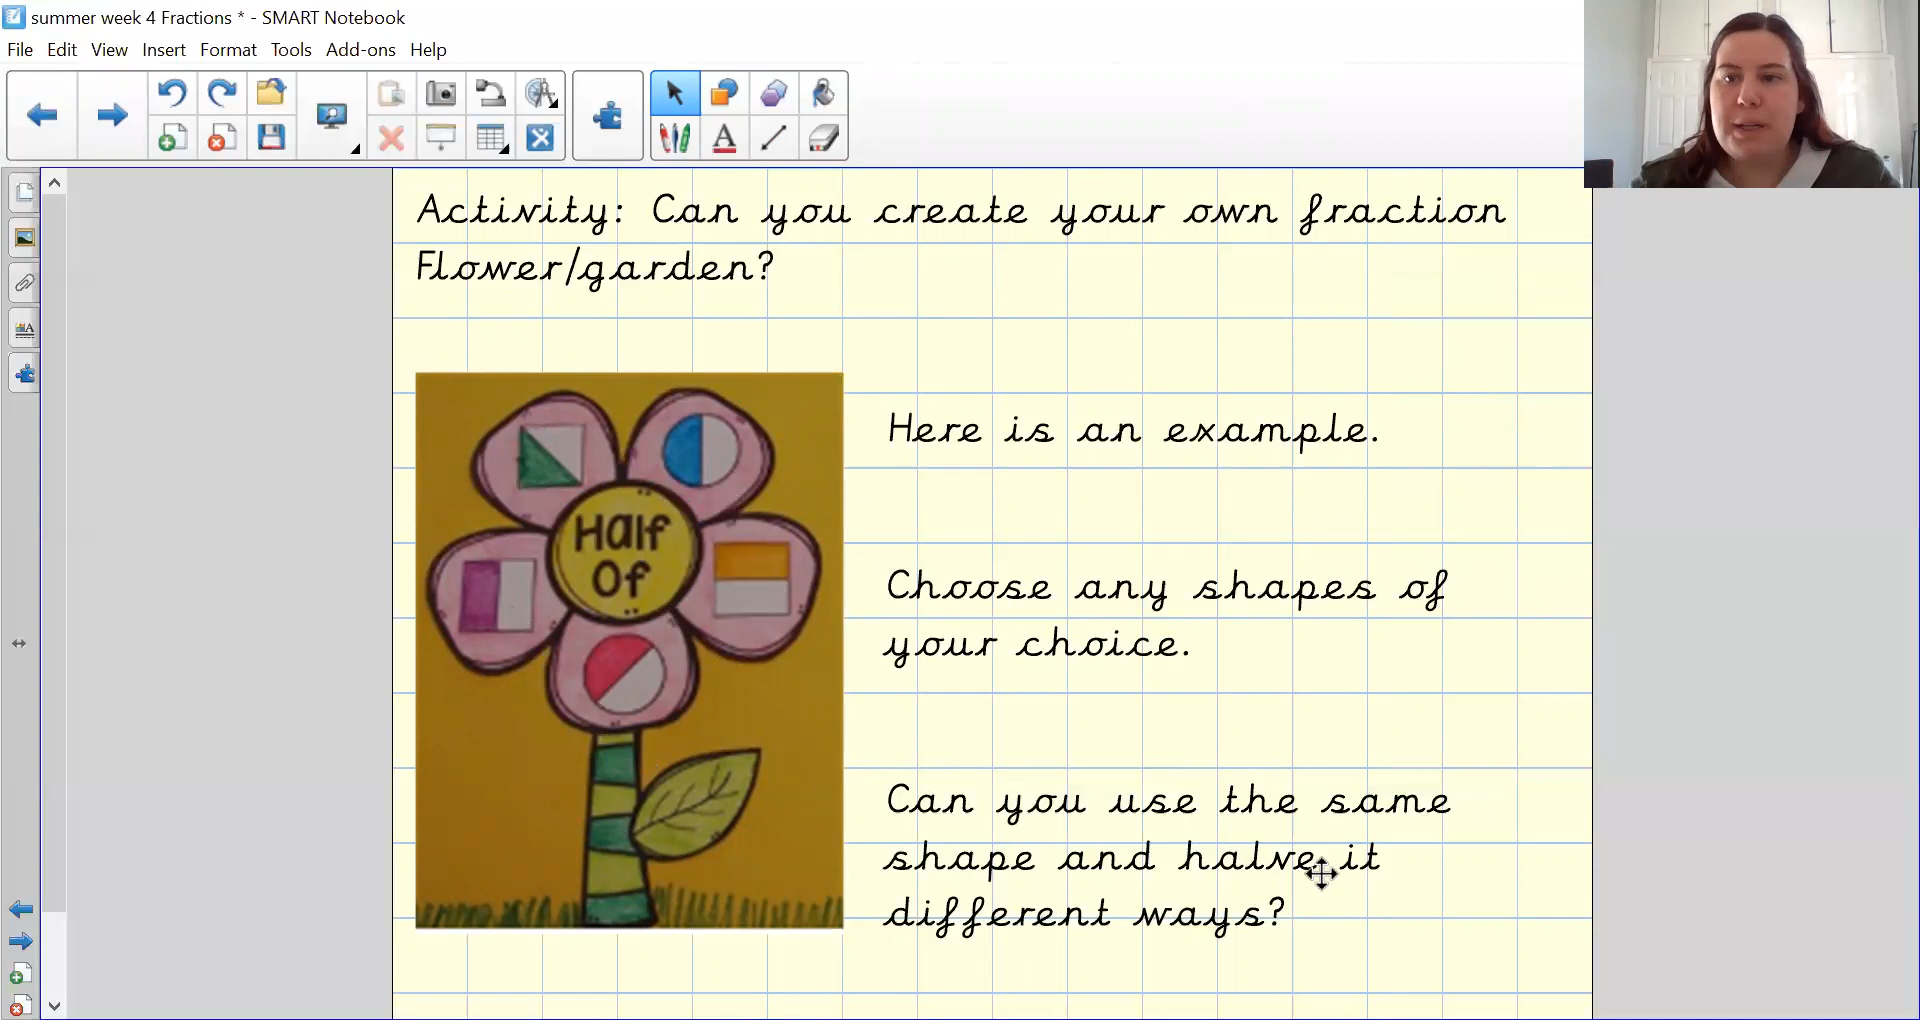 summer week 4 Fractions * - SMART Notebook
File Edit View Insert Format Tools Add-ons Help
Activity: Can you create your own fraction
Flower/garden?
Half
Of
Here is an example.
Choose any shapes of
your choice.
Can you use the same
shape and halve it
different ways?